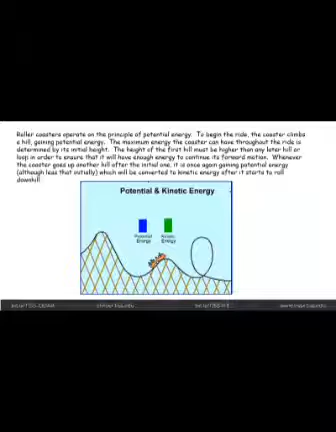 Roller coasters operate on the principle of potential energy. To begin the ride, the coaster climbs
a hill, gaining potential energy. The maximum energy the coaster can have throughout the ride is
determined by its initial height. The height of the first hill must be higher than any later hill or
loop in order to ensure that it will have enough energy to continue its forward motion. Whenever
the coaster goes up another hill after the initial one, it is once again gaining potential energy
(although less that initially) which will be converted to kinetic energy after it starts to roll
downhill
Potential & Kinetic Energy
Potential Kinetic
Energy Energy